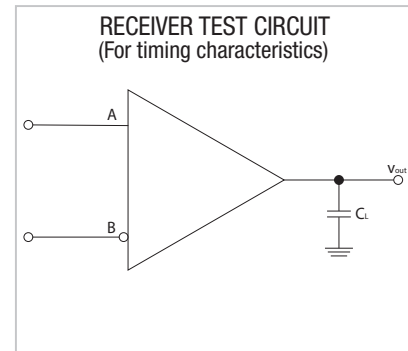 RECEIVER TEST CIRCUIT
(For timing characteristics)
A
Vout
CL
B